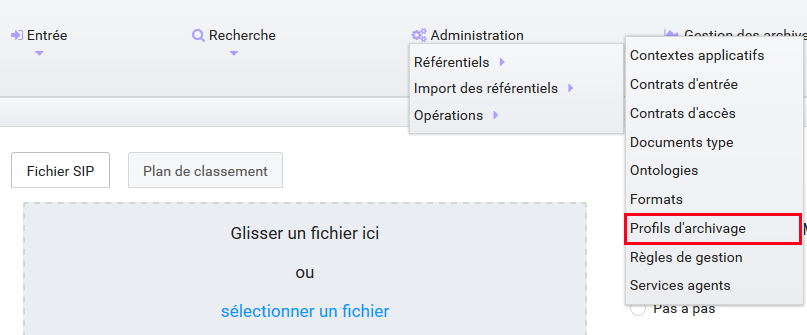 Entrée
Recherche
Administration
Gestion des archive
Référentiels
Import des référentiels
Opérations
Contextes applicatifs
Contrats d'entrée
Contrats d'accès
Documents type
Ontologies
Formats
Profils d'archivage
Règles de gestion
Services agents
Fichier SIP
Plan de classement
Glisser un fichier ici
ou
sélectionner un fichier
Pas à pas